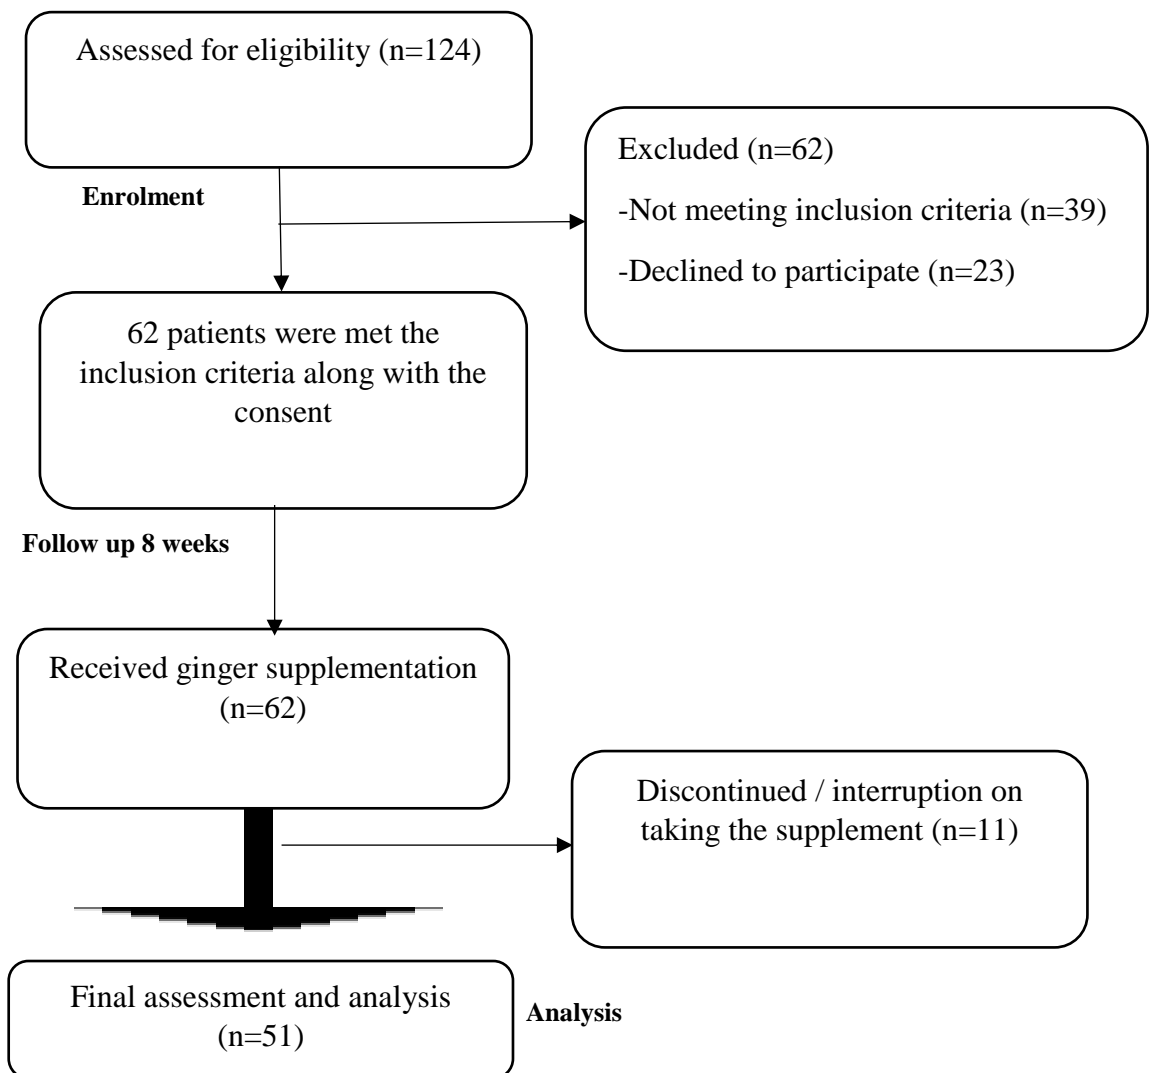 Assessed for eligibility (n=124)
Excluded (n=62)
-Not meeting inclusion criteria (n=39)
-Declined to participate (n=23)
Enrolment
62 patients were met the
inclusion criteria along with the
consent
Follow up 8 weeks
Received ginger supplementation
(n=62)
Discontinued / interruption on
taking the supplement (n=11)
Final assessment and analysis
(n=51)
Analysis